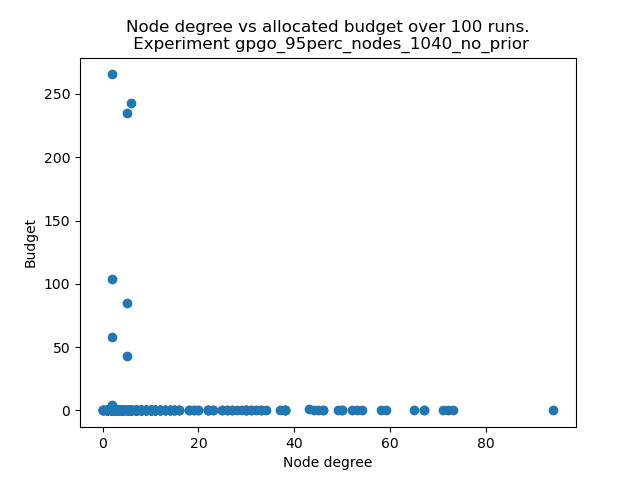 Node degree vs allocated budget over 100 runs.
Experiment gpgo_95perc_nodes_1040_no_prior
250
200
150
100
50
0
Budget
0 20 40 60 80
Node degree